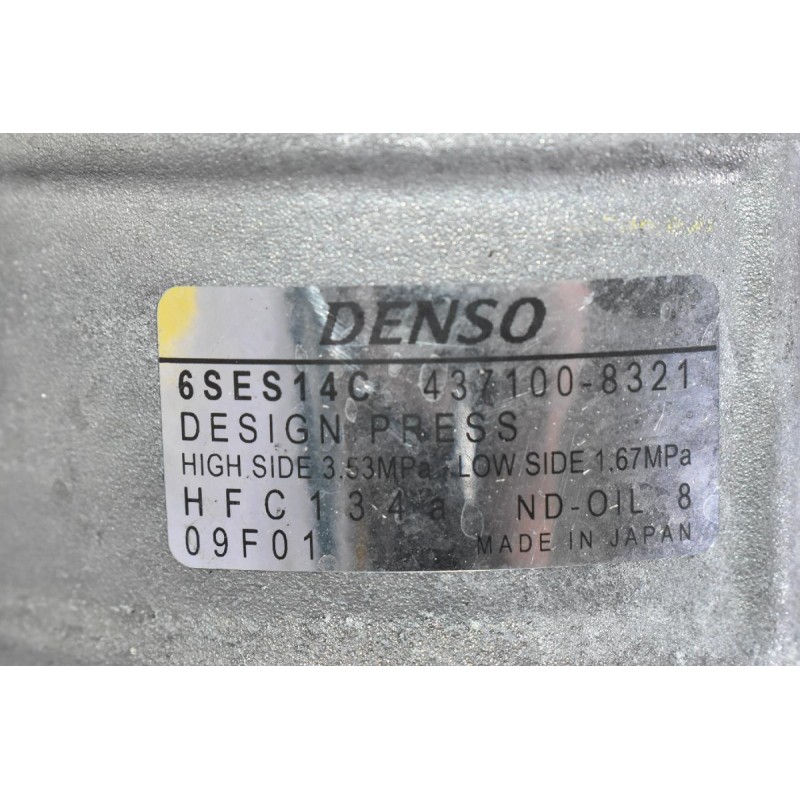 DENSO
6SES14C 437100-8321
DESIGN PRESS
HIGH SIDE 3.53MPa LOW SIDE 1.67MPa
HFC134a ND-OIL 8
09F01 MADE IN JAPAN